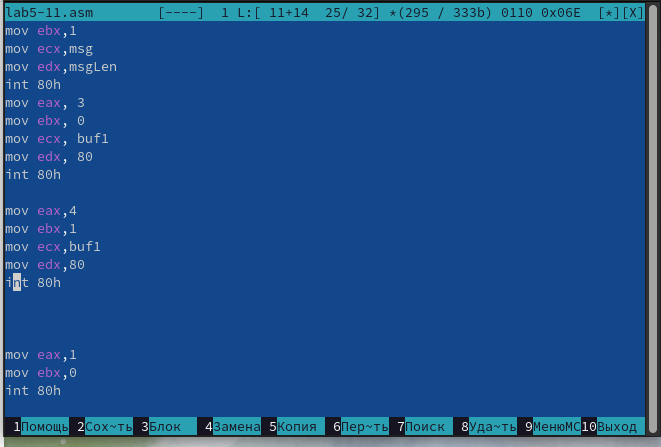 lab5-11.asm [----] 1 L:[ 11+14 25/ 32] *(295 / 333b) 0110 0x06E [*][X]
mov ebx,1
mov ecx,msg
mov edx,msgLen
int 80h
mov eax, 3
mov ebx, 0
mov ecx, buf1
mov edx, 80
int 80h
mov eax,4
mov ebx,1
mov ecx,buf1
mov edx,80
int 80h
mov eax,1
mov ebx,0
int 80h
1Помощь 2Сох~ть 3Блок 4Замена 5Копия 6Пер~ть 7Поиск 8Уда~ть 9МенюMC 10Выход